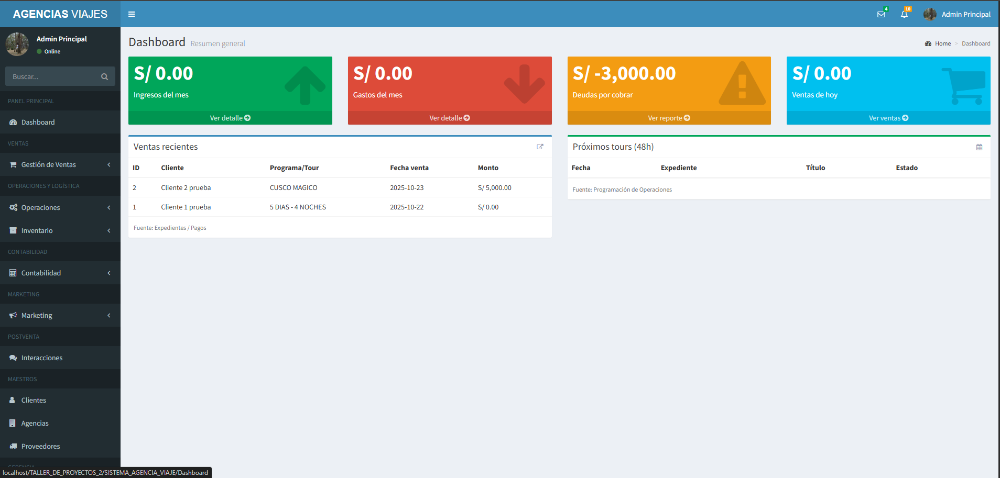 AGENCIAS VIAJES
4
10
Admin Principal
Admin Principal
Online
Buscar...
PANEL PRINCIPAL
Dashboard
VENTAS
Gestión de Ventas
OPERACIONES Y LOGÍSTICA
Operaciones
Inventario
CONTABILIDAD
Contabilidad
MARKETING
Marketing
POSTVENTA
Interacciones
MAESTROS
Clientes
Agencias
Proveedores
GERENCIA
Dashboard Resumen general
Home > Dashboard
S/ 0.00
Ingresos del mes
Ver detalle
S/ 0.00
Gastos del mes
Ver detalle
S/ -3,000.00
Deudas por cobrar
Ver reporte
S/ 0.00
Ventas de hoy
Ver ventas
Ventas recientes
ID Cliente Programa/Tour Fecha venta Monto
2 Cliente 2 prueba CUSCO MAGICO 2025-10-23 S/ 5,000.00
1 Cliente 1 prueba 5 DIAS - 4 NOCHES 2025-10-22 S/ 0.00
Fuente: Expedientes / Pagos
Próximos tours (48h)
Fecha Expediente Título Estado
Fuente: Programación de Operaciones
localhost/TALLER_DE_PROYECTOS_2/SISTEMA_AGENCIA_VIAJE/Dashboard